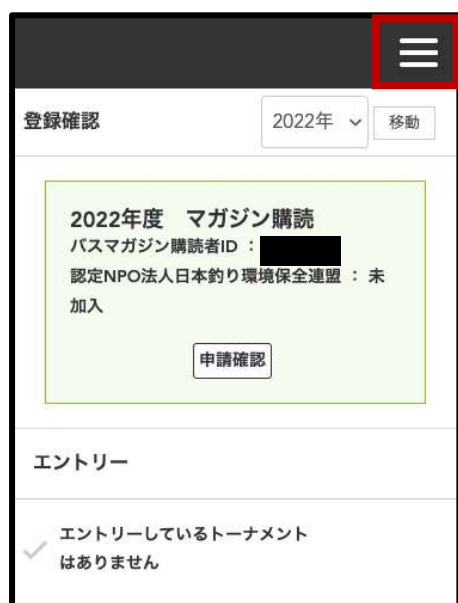 登録確認 2022年 移動
2022年度　マガジン購読
バスマガジン購読者ID ：
認定NPO法人日本釣り環境保全連盟 ： 未
加入
申請確認
エントリー
エントリーしているトーナメント
はありません